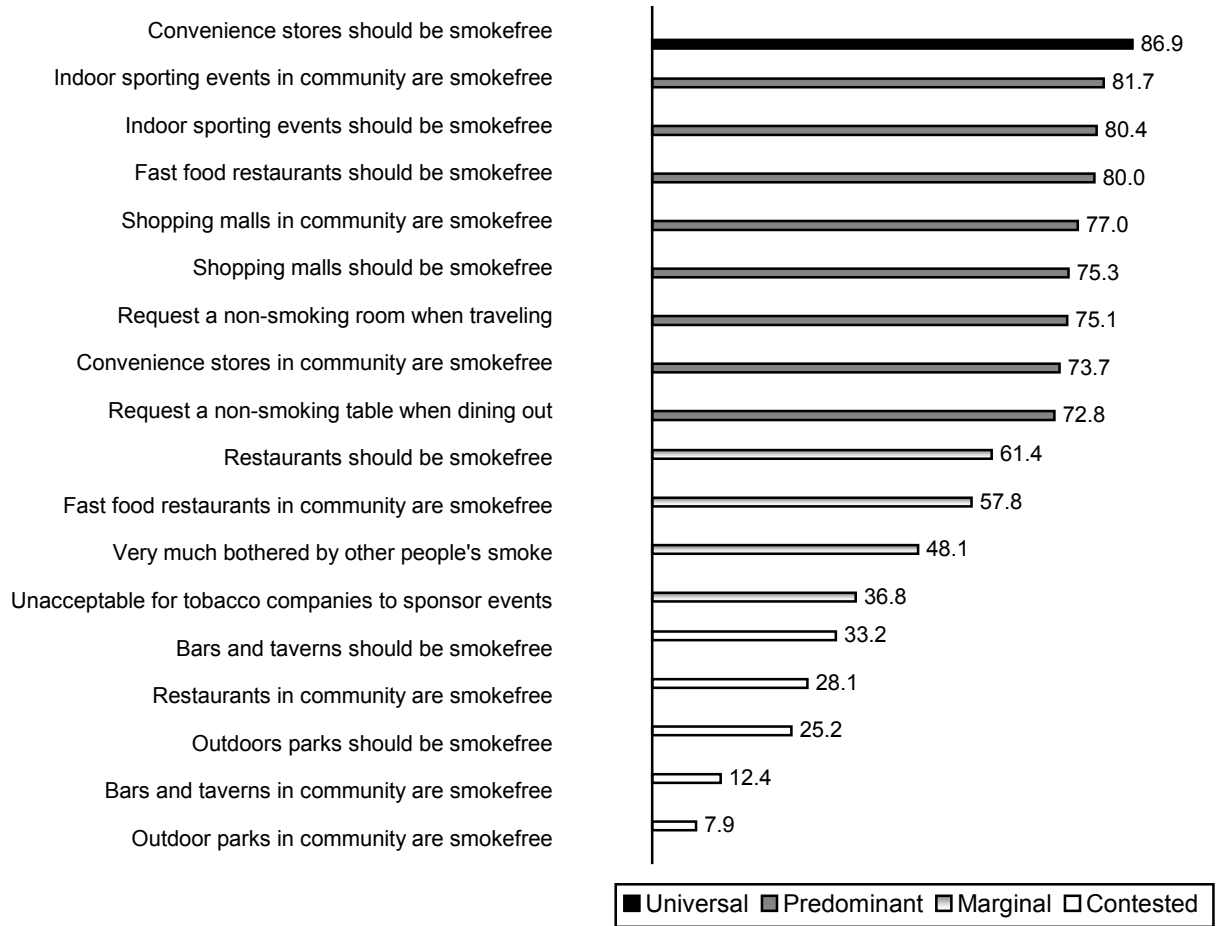 Convenience stores should be smokefree 86.9
Indoor sporting events in community are smokefree 81.7
Indoor sporting events should be smokefree 80.4
Fast food restaurants should be smokefree 80.0
Shopping malls in community are smokefree 77.0
Shopping malls should be smokefree 75.3
Request a non-smoking room when traveling 75.1
Convenience stores in community are smokefree 73.7
Request a non-smoking table when dining out 72.8
Restaurants should be smokefree 61.4
Fast food restaurants in community are smokefree 57.8
Very much bothered by other people's smoke 48.1
Unacceptable for tobacco companies to sponsor events 36.8
Bars and taverns should be smokefree 33.2
Restaurants in community are smokefree 28.1
Outdoors parks should be smokefree 25.2
Bars and taverns in community are smokefree 12.4
Outdoor parks in community are smokefree 7.9
Universal Predominant Marginal Contested